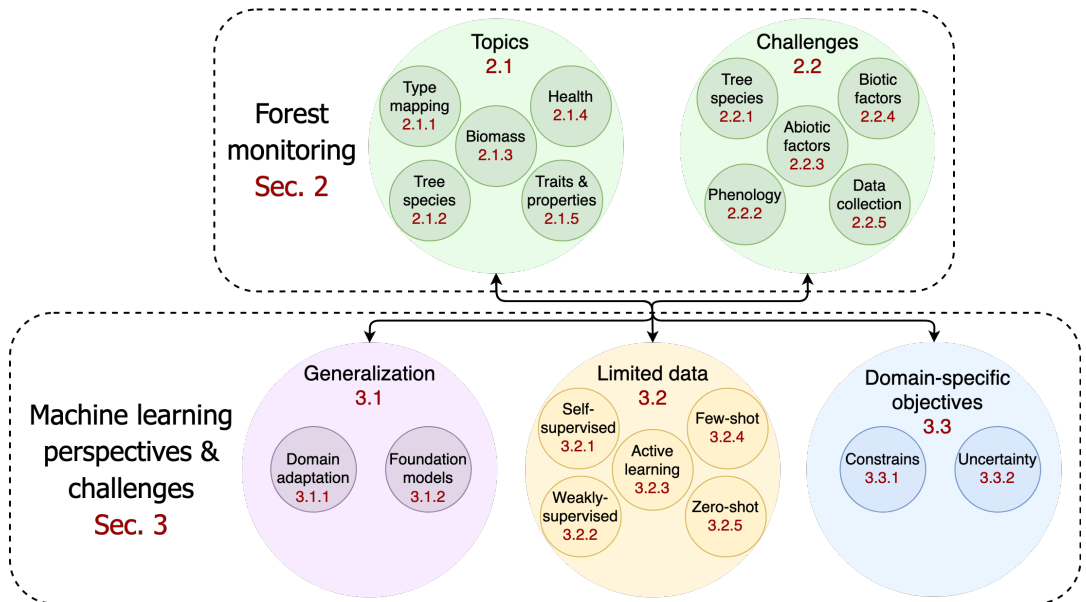 Forest
monitoring
Sec. 2
Topics
2.1
Type
mapping
2.1.1
Tree
species
2.1.2
Biomass
2.1.3
Health
2.1.4
Traits &
properties
2.1.5
Challenges
2.2
Tree
species
2.2.1
Phenology
2.2.2
Abiotic
factors
2.2.3
Biotic
factors
2.2.4
Data
collection
2.2.5
Machine learning
perspectives &
challenges
Sec. 3
Generalization
3.1
Domain
adaptation
3.1.1
Foundation
models
3.1.2
Limited data
3.2
Self-
supervised
3.2.1
Weakly-
supervised
3.2.2
Active
learning
3.2.3
Few-shot
3.2.4
Zero-shot
3.2.5
Domain-specific
objectives
3.3
Constrains
3.3.1
Uncertainty
3.3.2